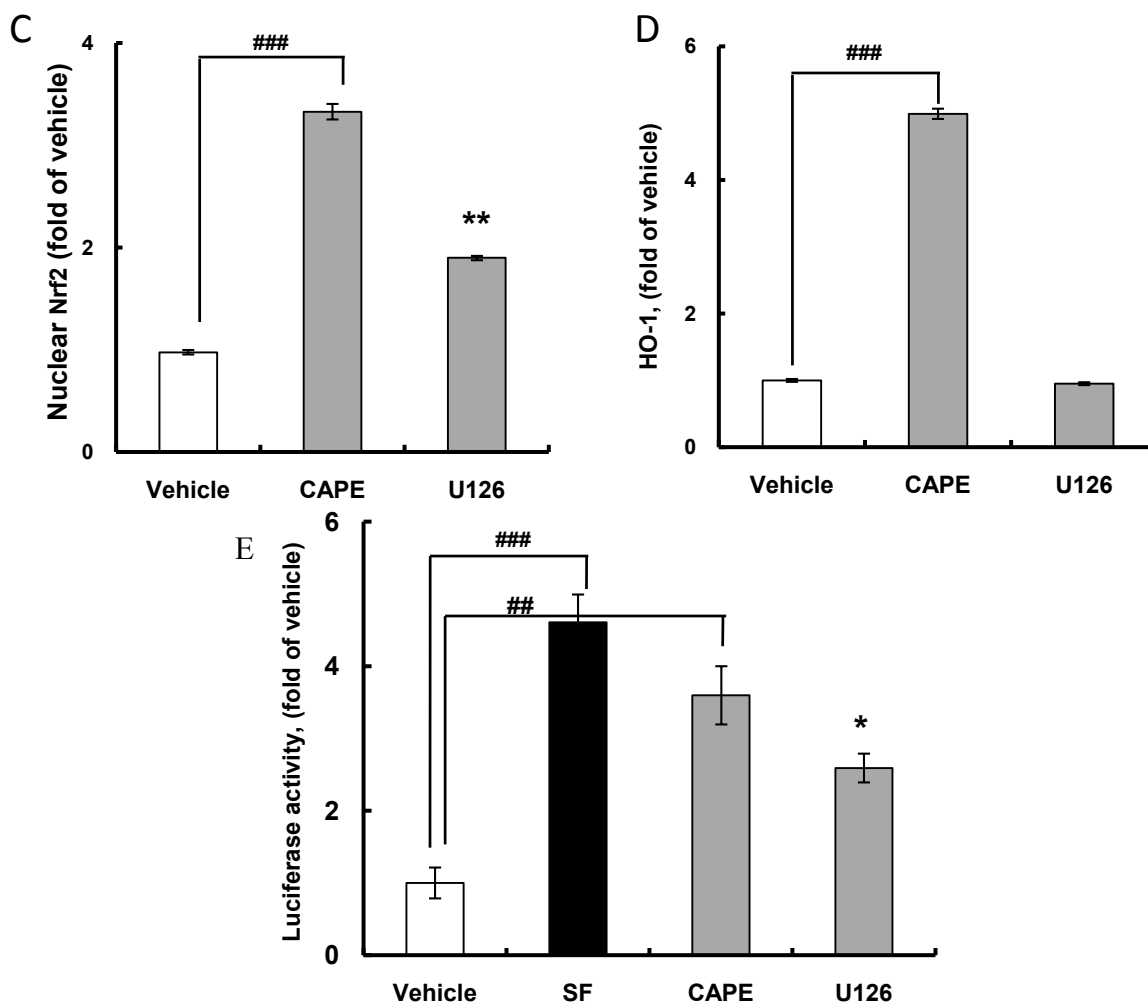 C
Nuclear Nrf2 (fold of vehicle)
4
2
0
###
**
Vehicle CAPE U126
D
HO-1, (fold of vehicle)
6
4
2
0
###
Vehicle CAPE U126
E
Luciferase activity, (fold of vehicle)
6
4
2
0
###
##
*
Vehicle SF CAPE U126